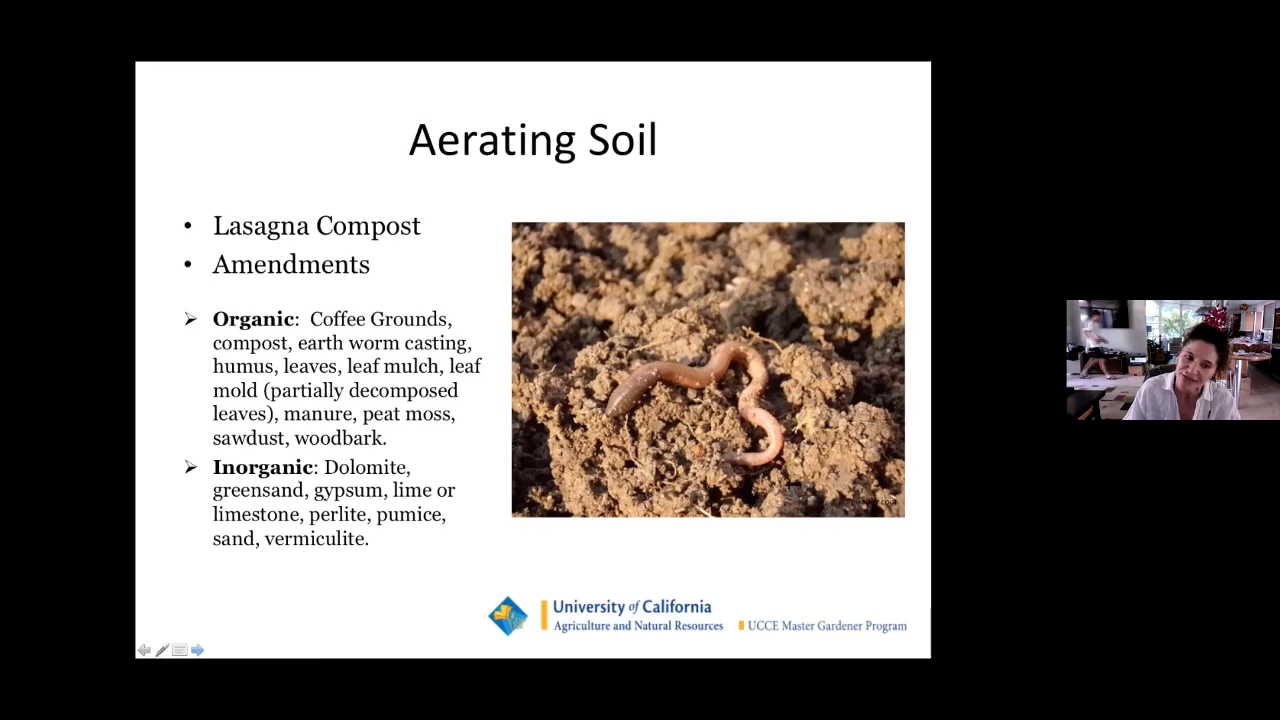 Aerating Soil
• Lasagna Compost
• Amendments
➢ Organic: Coffee Grounds,
compost, earth worm casting,
humus, leaves, leaf mulch, leaf
mold (partially decomposed
leaves), manure, peat moss,
sawdust, woodbark.
➢ Inorganic: Dolomite,
greensand, gypsum, lime or
limestone, perlite, pumice,
sand, vermiculite.
University of California
Agriculture and Natural Resources
UCCE Master Gardener Program